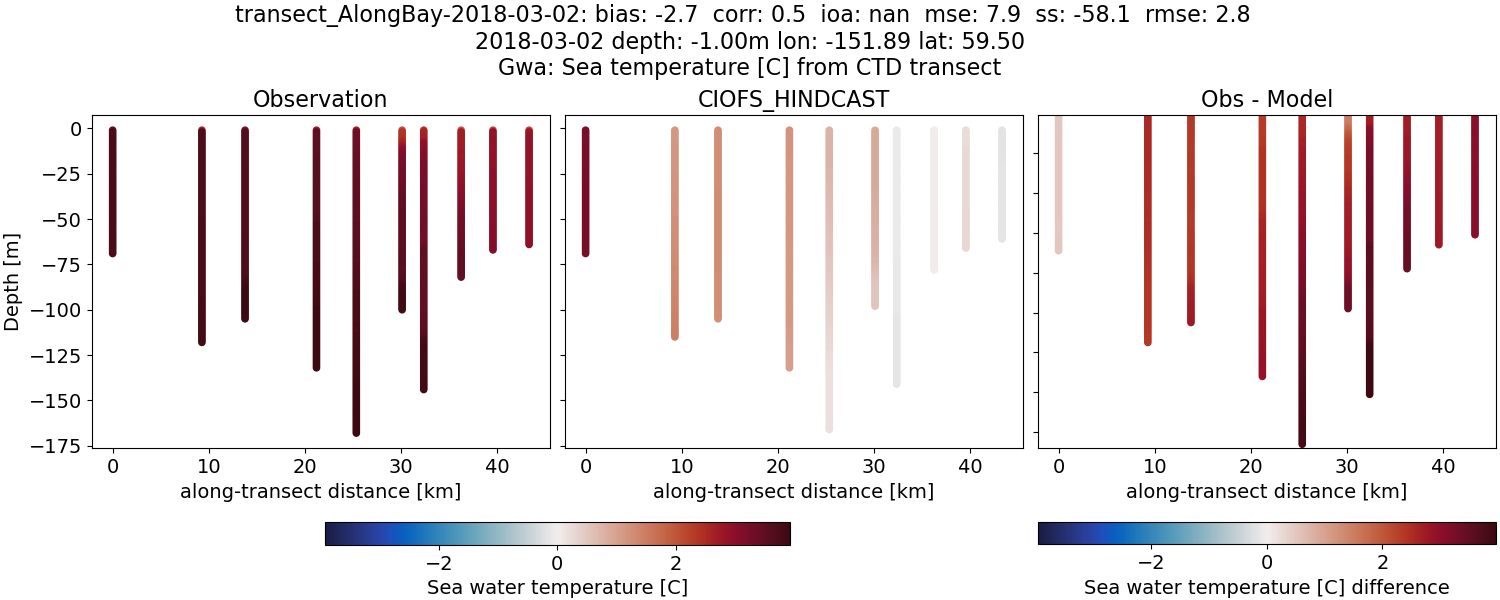 transect_AlongBay-2018-03-02: bias: -2.7  corr: 0.5  ioa: nan  mse: 7.9  ss: -58.1  rmse: 2.8
2018-03-02 depth: -1.00m lon: -151.89 lat: 59.50
Gwa: Sea temperature [C] from CTD transect
Observation
CIOFS_HINDCAST
Obs - Model
Depth [m]
0
−25
−50
−75
−100
−125
−150
−175
0 10 20 30 40
0 10 20 30 40
0 10 20 30 40
along-transect distance [km]
along-transect distance [km]
along-transect distance [km]
−2 0 2
Sea water temperature [C]
−2 0 2
Sea water temperature [C] difference